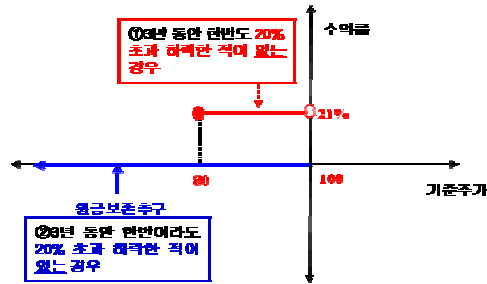 ①3년 동안 한번도 20%
초과 하락한 적이 없는
경우
수익률
21%
80
100
기준주가
원금보존추구
②3년 동안 한번이라도
20% 초과 하락한 적이
있는 경우